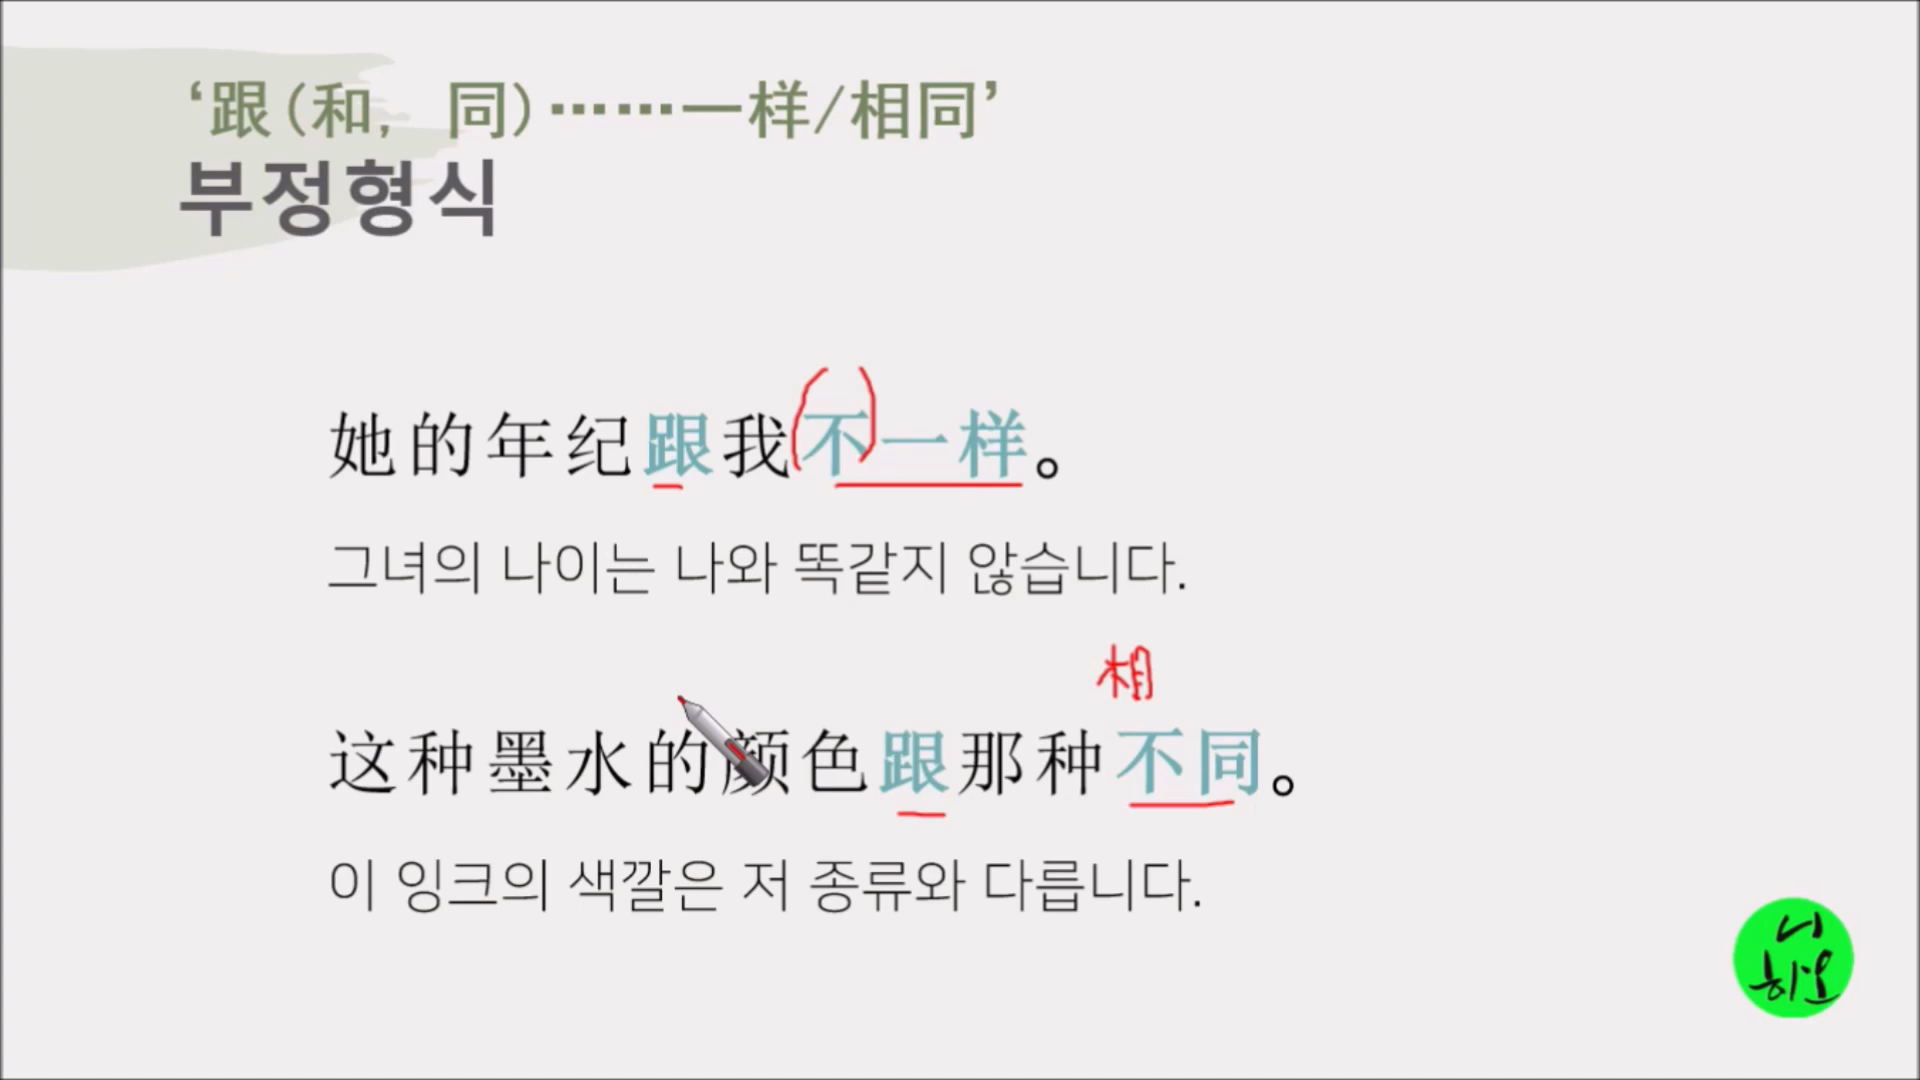 ‘跟(和, 同)……一样/相同’
부정형식
她的年纪跟我不一样。
그녀의 나이는 나와 똑같지 않습니다.
相
这种墨水的颜色跟那种不同。
이 잉크의 색깔은 저 종류와 다릅니다.
니
하오